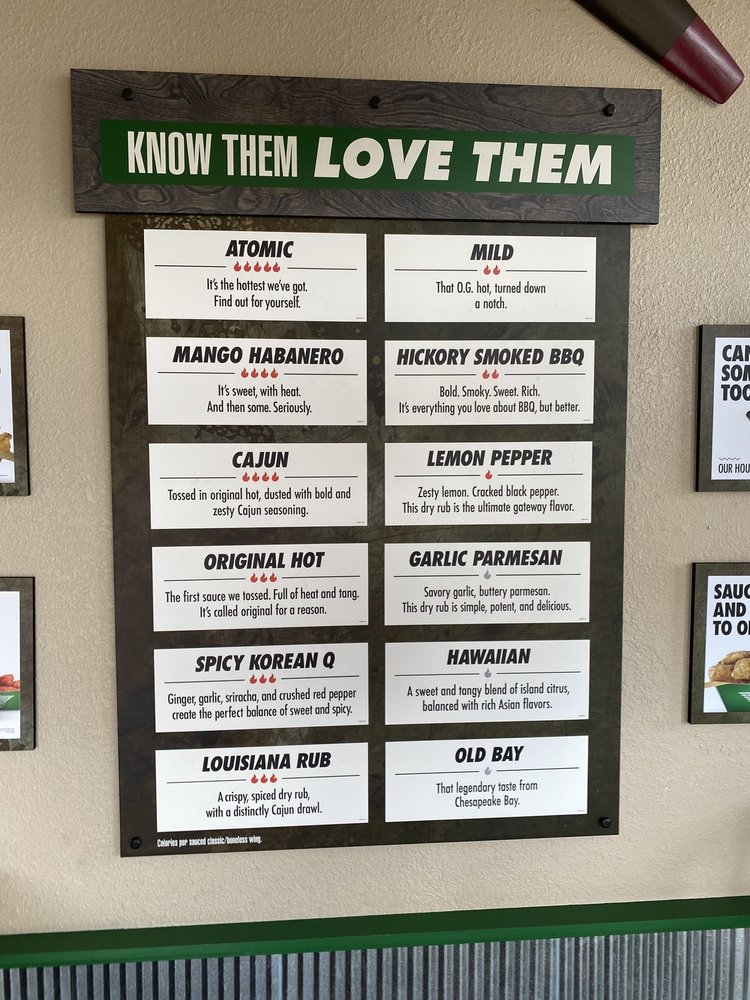 KNOW THEM LOVE THEM
ATOMIC
It's the hottest we've got.
Find out for yourself.
MANGO HABANERO
It's sweet, with heat.
And then some. Seriously.
CAJUN
Tossed in original hot, dusted with bold and
zesty Cajun seasoning.
ORIGINAL HOT
The first sauce we tossed. Full of heat and tang.
It's called original for a reason.
SPICY KOREAN Q
Ginger, garlic, sriracha, and crushed red pepper
create the perfect balance of sweet and spicy.
LOUISIANA RUB
A crispy, spiced dry rub,
with a distinctly Cajun drawl.
MILD
That O.G. hot, turned down
a notch.
HICKORY SMOKED BBQ
Bold. Smoky. Sweet. Rich.
It's everything you love about BBQ, but better.
LEMON PEPPER
Zesty lemon. Cracked black pepper.
This dry rub is the ultimate gateway flavor.
GARLIC PARMESAN
Savory garlic, buttery parmesan.
This dry rub is simple, potent, and delicious.
HAWAIIAN
A sweet and tangy blend of island citrus,
balanced with rich Asian flavors.
OLD BAY
That legendary taste from
Chesapeake Bay.
Calories per sauced classic/boneless wing.
CAN
SOM
TOO
OUR HOU
SAUC
AND
TO O